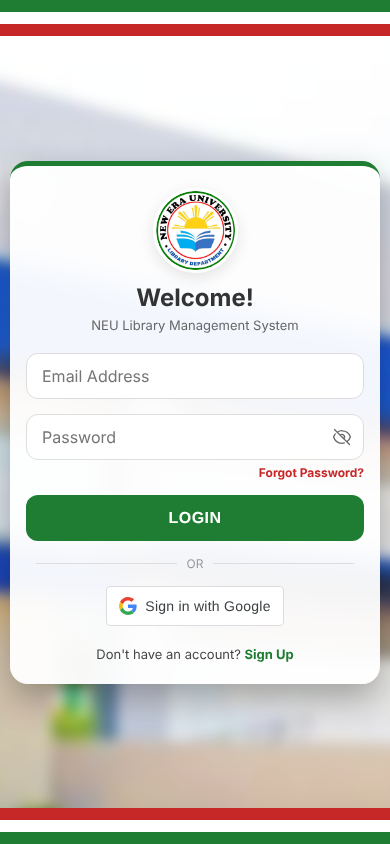 NEW ERA UNIVERSITY
LIBRARY DEPARTMENT
Welcome!
NEU Library Management System
Email Address
Password
Forgot Password?
LOGIN
OR
Sign in with Google
Don't have an account? Sign Up